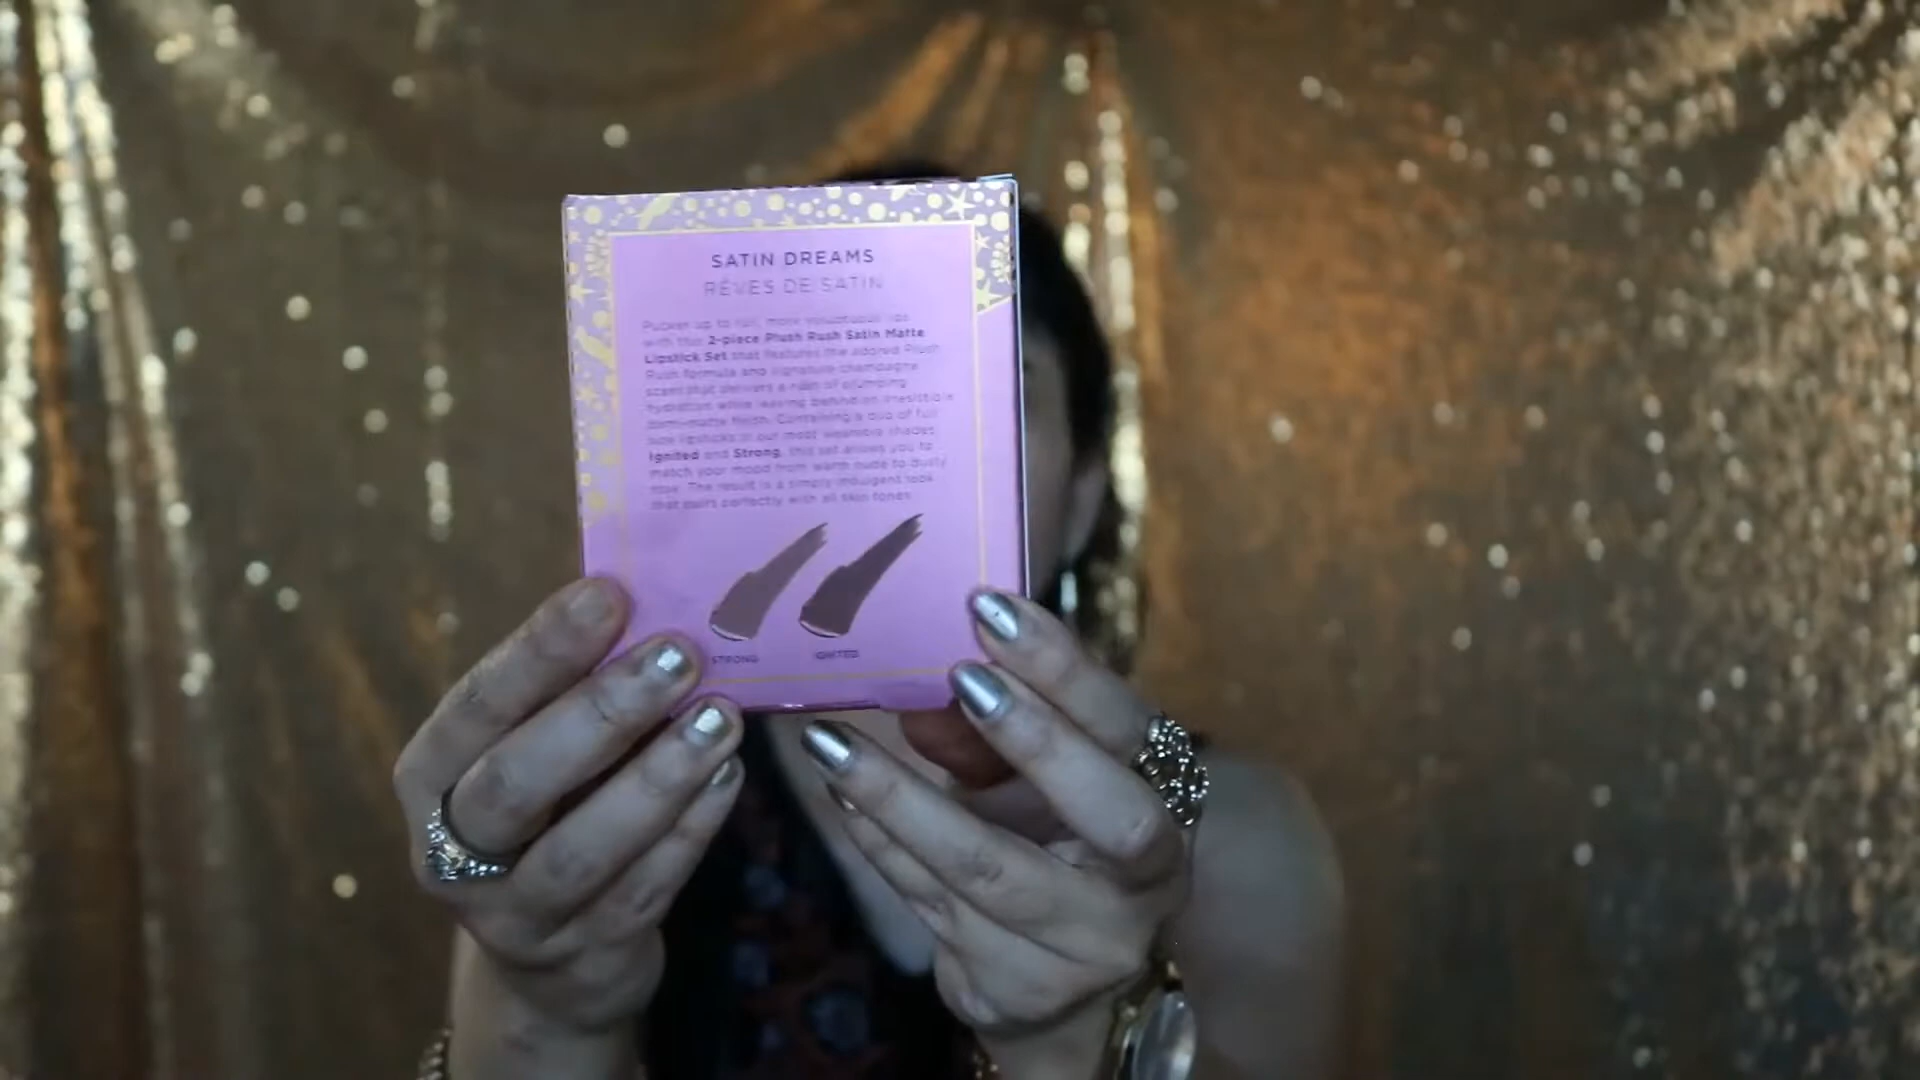 SATIN DREAMS
RÊVES DE SATIN
Pucker up to full, more voluptuous lips
with this 2-piece Plush Rush Satin Matte
Lipstick Set that features the adored Plush
Rush formula and signature champagne
scent that delivers a rush of plumping
hydration while leaving behind an irresistible
demi-matte finish. Containing a duo of full
size lipsticks in our most wearable shades
Ignited and Strong, this set allows you to
match your mood from warm nude to dusty
rose. The result is a simply indulgent look
that pairs perfectly with all skin tones.
STRONG IGNITED